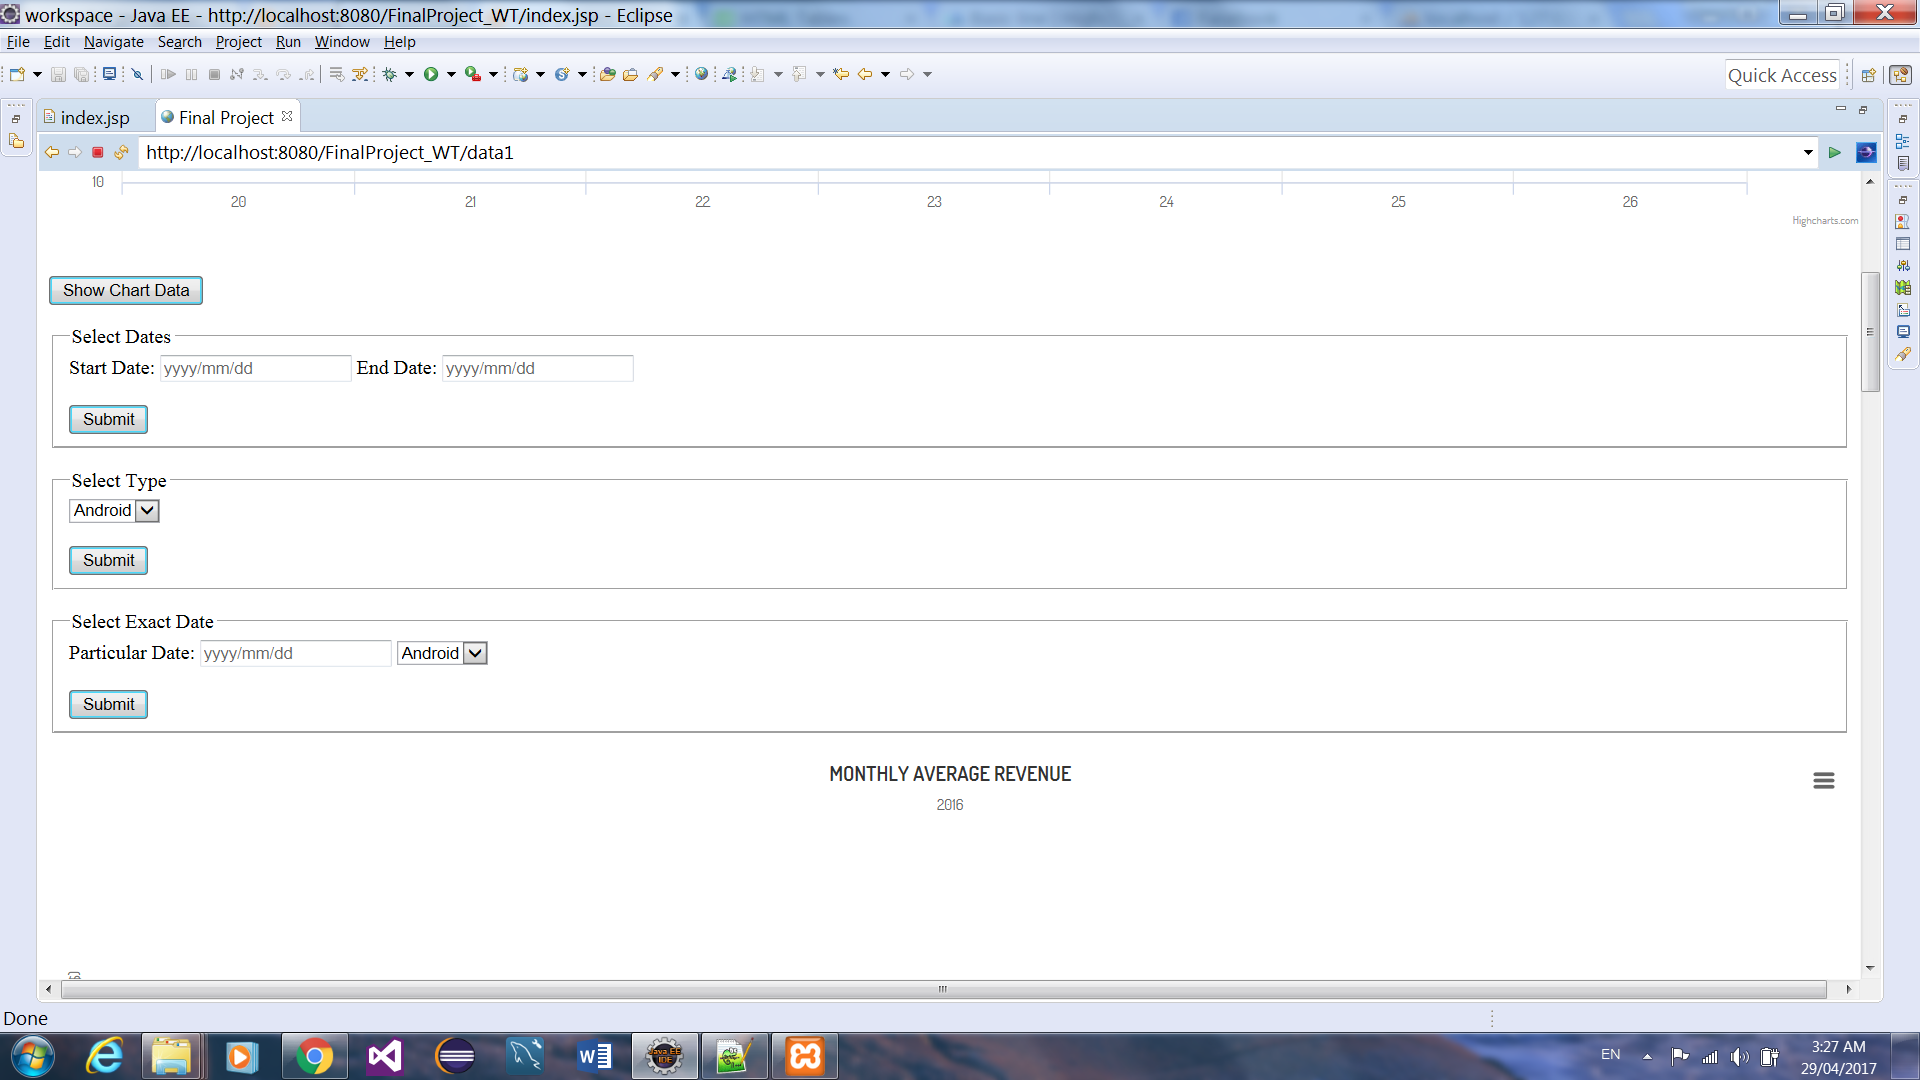 workspace - Java EE - http://localhost:8080/FinalProject_WT/index.jsp - Eclipse
File Edit Navigate Search Project Run Window Help
Quick Access
index.jsp Final Project
http://localhost:8080/FinalProject_WT/data1
10
20 21 22 23 24 25 26
Highcharts.com
Show Chart Data
Select Dates
Start Date: yyyy/mm/dd End Date: yyyy/mm/dd
Submit
Select Type
Android
Submit
Select Exact Date
Particular Date: yyyy/mm/dd Android
Submit
MONTHLY AVERAGE REVENUE
2016
Done
Java EE
IDE
EN
3:27 AM
29/04/2017